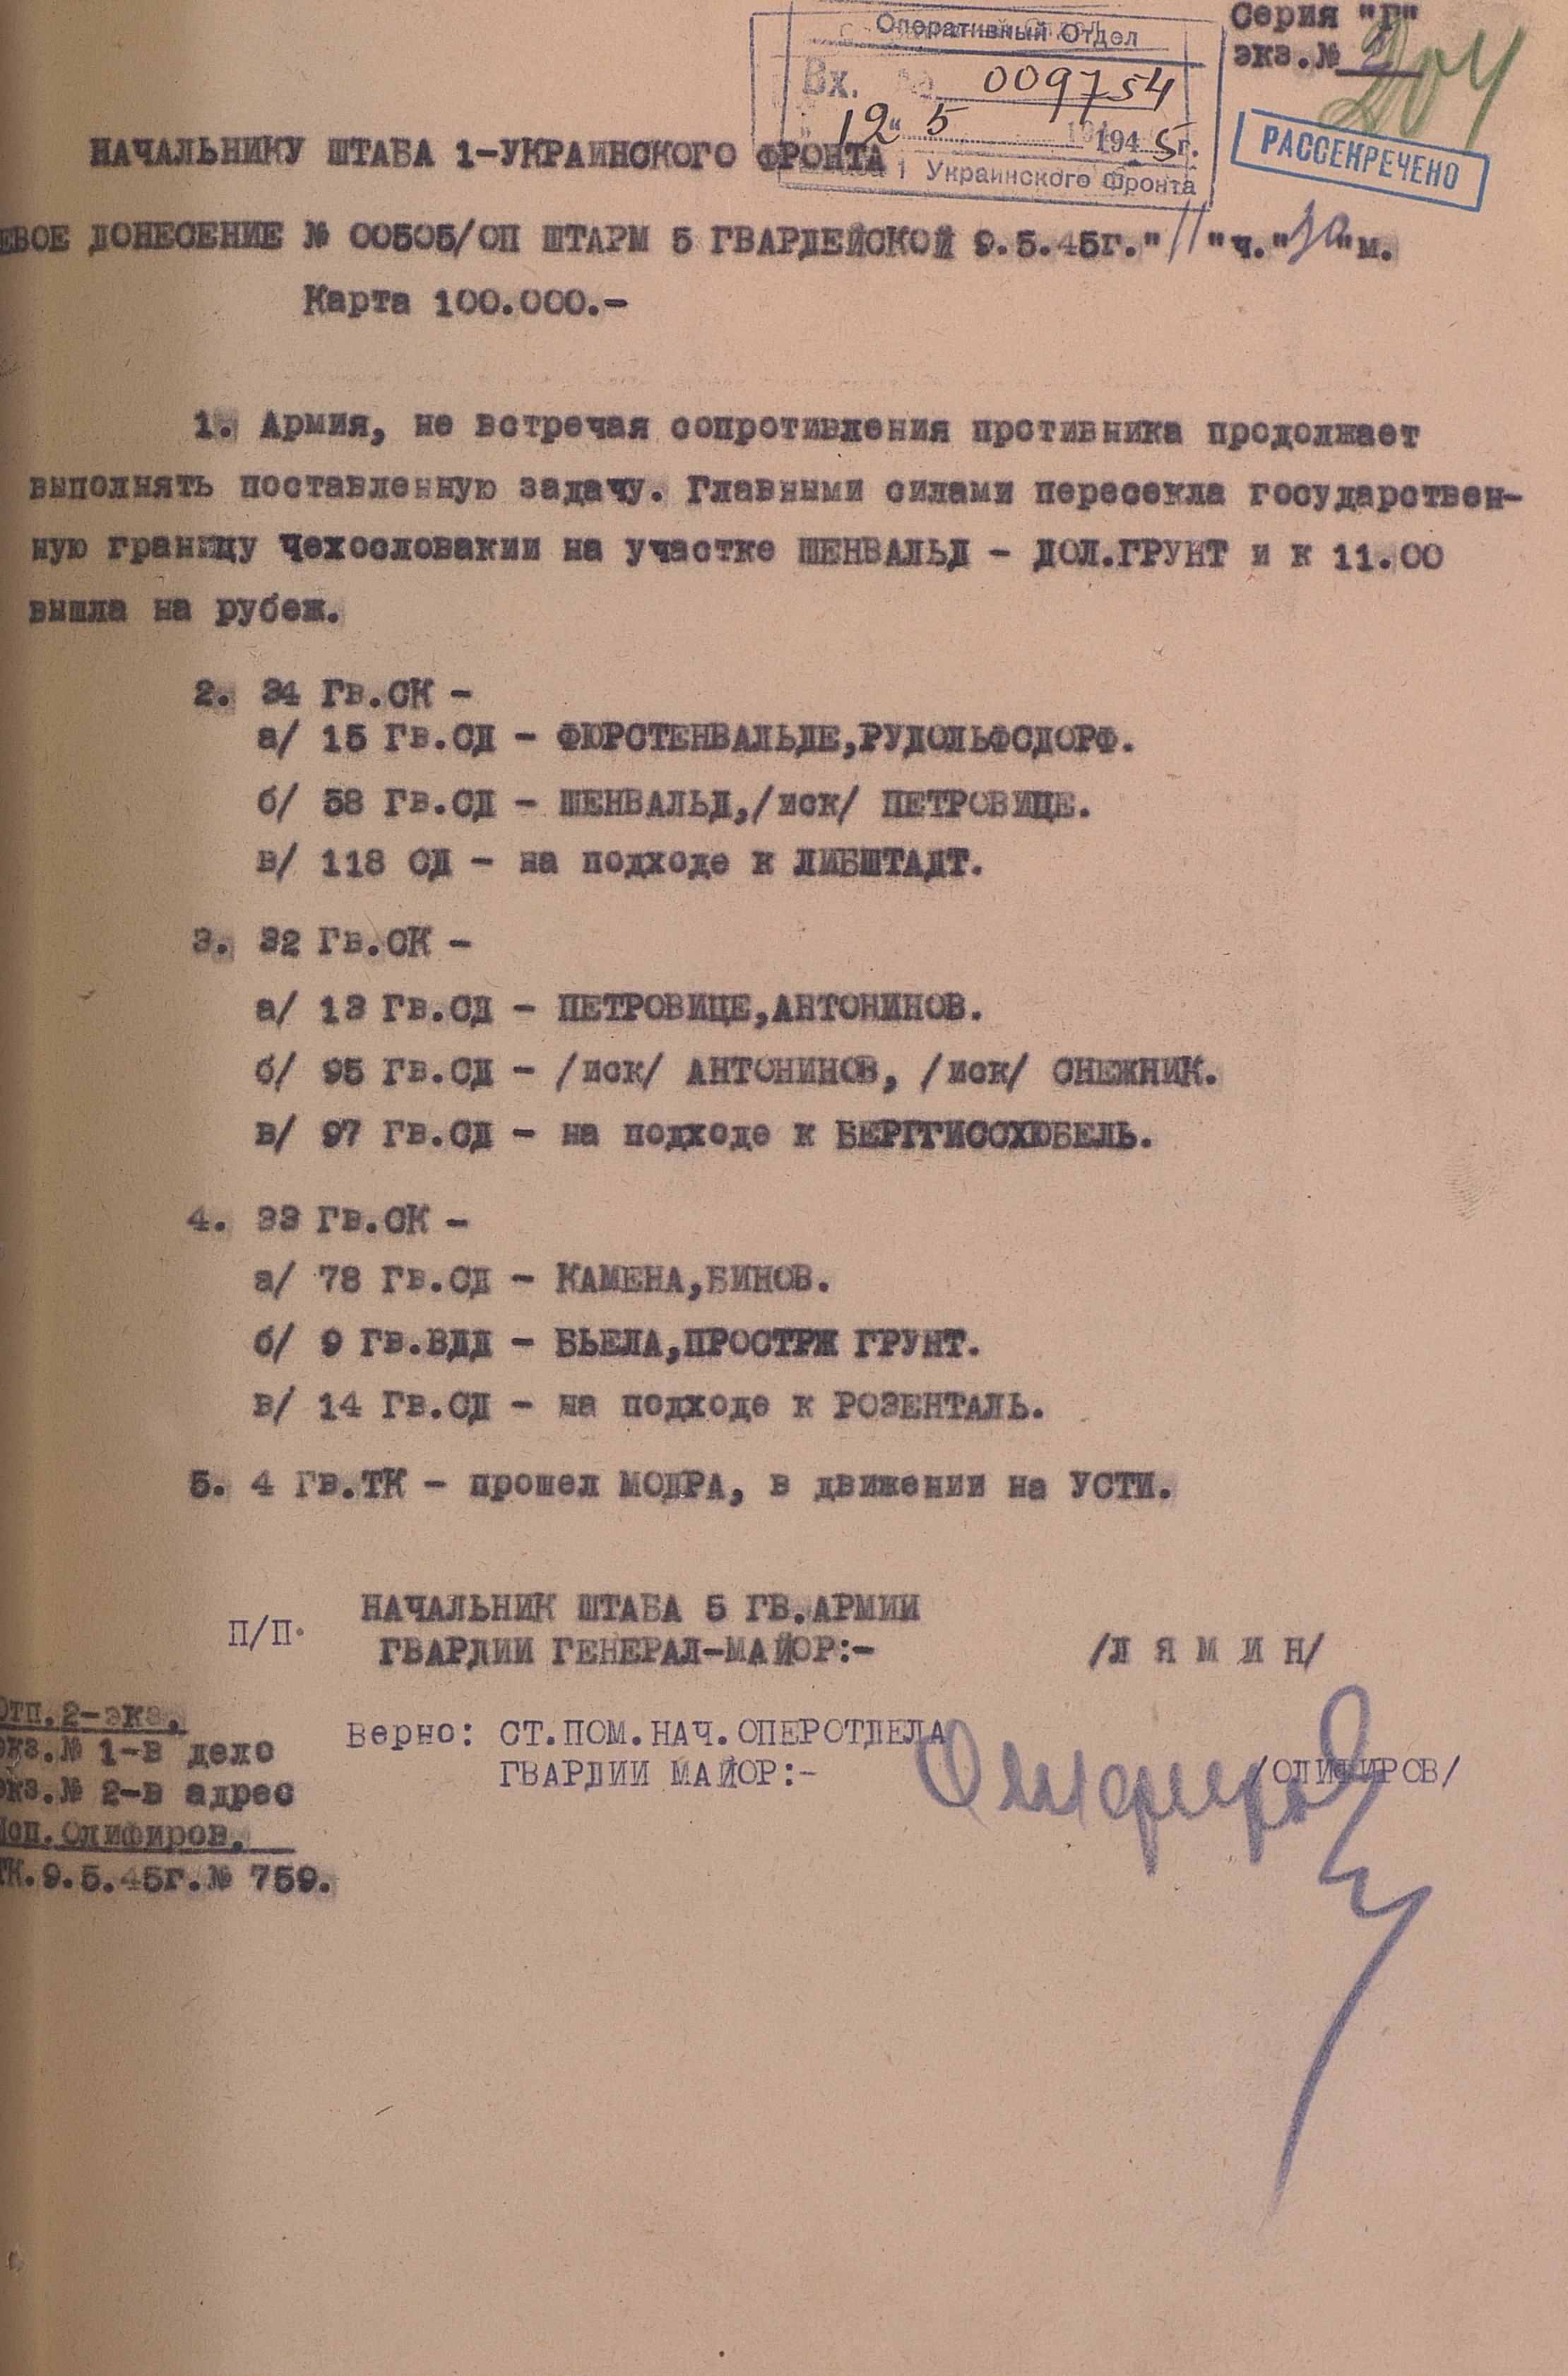 Серия "Г"
экз.№ 1
204
Оперативный Отдел
Вх. № 009754
"12" 5 1945г.
1 Украинского Фронта
РАССЕКРЕЧЕНО
НАЧАЛЬНИКУ ШТАБА 1-УКРАИНСКОГО ФРОНТА
ЕВОЕ ДОНЕСЕНИЕ № 00505/ОП ШТАРМ 5 ГВАРДЕЙСКОЙ 9.5.45г."11"ч."30"м.
Карта 100.000.-
1. Армия, не встречая сопротивления противника продолжает
выполнять поставленную задачу. Главными силами пересекла государствен-
ную границу Чехословакии на участке ШЕНВАЛЬД - ДОЛ.ГРУНТ и к 11.00
вышла на рубеж.
2. 34 Гв.СК -
а/ 15 Гв.СД - ФЮРСТЕНВАЛЬДЕ,РУДОЛЬФСДОРФ.
б/ 58 Гв.СД - ШЕНВАЛЬД,/иск/ ПЕТРОВИЦЕ.
в/ 118 СД - на подходе к ЛИБШТАДТ.
3. 32 Гв.СК -
а/ 13 Гв.СД - ПЕТРОВИЦЕ,АНТОНИНОВ.
б/ 95 Гв.СД - /иск/ АНТОНИНОВ, /иск/ СНЕЖНИК.
в/ 97 Гв.СД - на подходе к БЕРГГИССХЮБЕЛЬ.
4. 33 Гв.СК -
а/ 78 Гв.СД - КАМЕНА,БИНОВ.
б/ 9 Гв.ВДД - БЬЕЛА,ПРОСТРЖ ГРУНТ.
в/ 14 Гв.СД - на подходе к РОЗЕНТАЛЬ.
5. 4 Гв.ТК - прошел МОДРА, в движении на УСТИ.
НАЧАЛЬНИК ШТАБА 5 ГВ.АРМИИ
п/п. ГВАРДИИ ГЕНЕРАЛ-МАЙОР:- /Л Я М И Н/
Верно: СТ.ПОМ.НАЧ.ОПЕРОТДЕЛА
ГВАРДИИ МАЙОР:- Олифиров /ОЛИФИРОВ/
Отп.2-экз.
экз.№ 1-в дело
экз.№ 2-в адрес
Исп.Олифиров.
ТК.9.5.45г.№ 759.